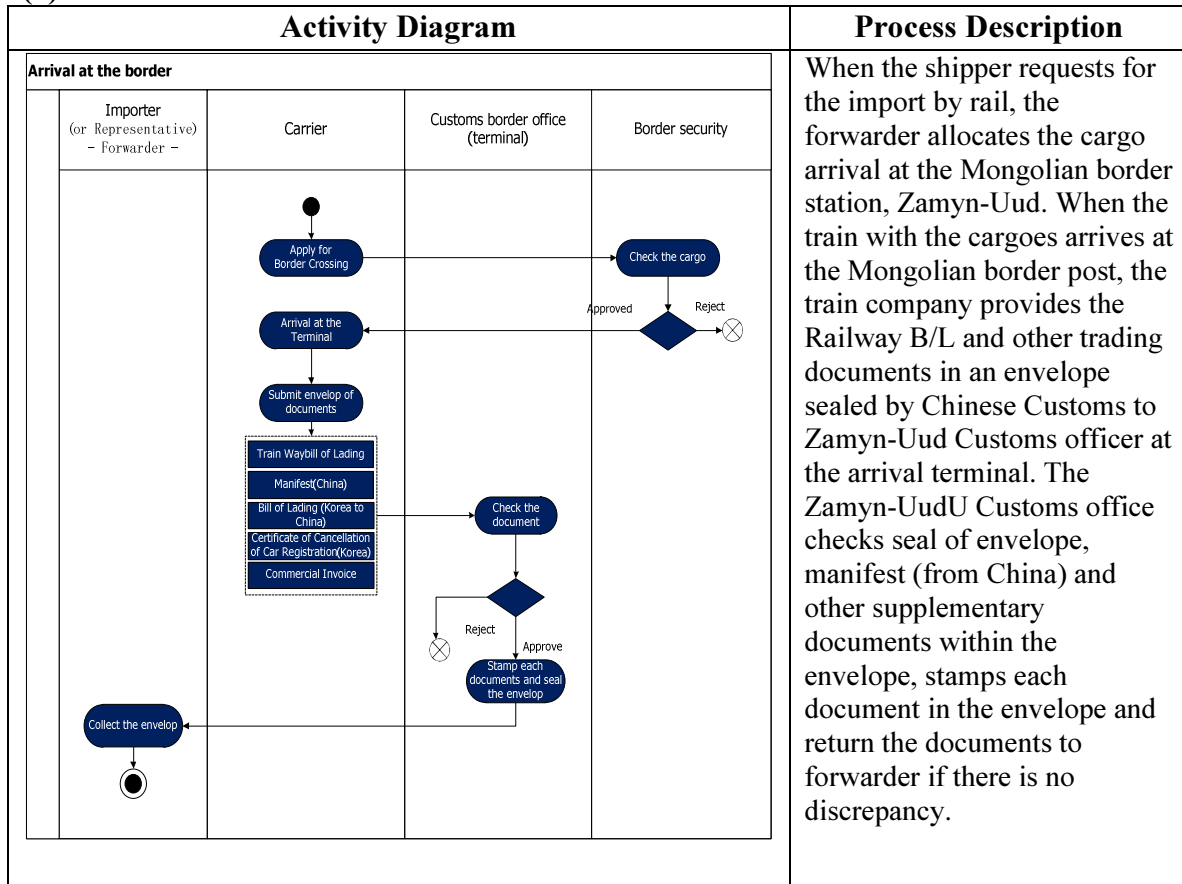 Activity Diagram
Process Description
Arrival at the border
Importer
(or Representative)
- Forwarder -
Carrier
Customs border office
(terminal)
Border security
Apply for
Border Crossing
Check the cargo
Approved
Reject
Arrival at the
Terminal
Submit envelop of
documents
Train Waybill of Lading
Manifest(China)
Bill of Lading (Korea to
China)
Certificate of Cancellation
of Car Registration(Korea)
Commercial Invoice
Check the
document
Reject
Approve
Stamp each
documents and seal
the envelop
Collect the envelop
When the shipper requests for
the import by rail, the
forwarder allocates the cargo
arrival at the Mongolian border
station, Zamyn-Uud. When the
train with the cargoes arrives at
the Mongolian border post, the
train company provides the
Railway B/L and other trading
documents in an envelope
sealed by Chinese Customs to
Zamyn-Uud Customs officer at
the arrival terminal. The
Zamyn-UudU Customs office
checks seal of envelope,
manifest (from China) and
other supplementary
documents within the
envelope, stamps each
document in the envelope and
return the documents to
forwarder if there is no
discrepancy.